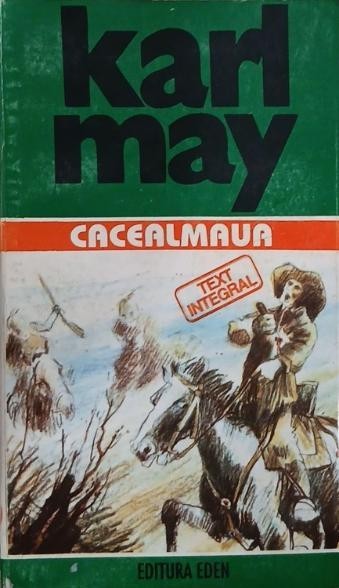 karl
may
CACEALMAUA
TEXT
INTEGRAL
EDITURA EDEN